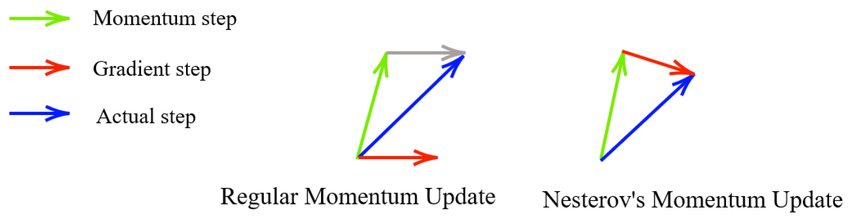 Momentum step
Gradient step
Actual step
Regular Momentum Update
Nesterov's Momentum Update